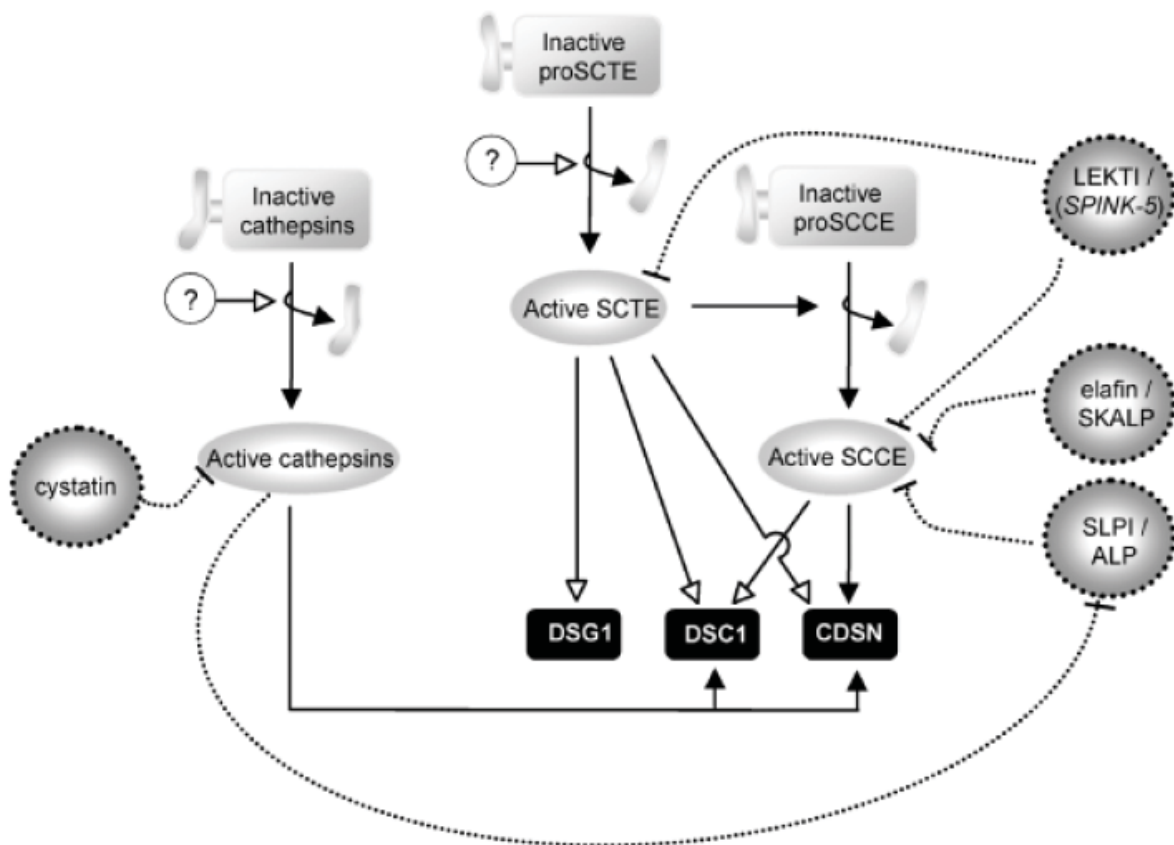 Inactive
proSCTE
?
LEKTI /
(SPINK-5)
Inactive
cathepsins
Inactive
proSCCE
?
Active SCTE
elafin /
SKALP
Active cathepsins
Active SCCE
cystatin
SLPI /
ALP
DSG1
DSC1
CDSN